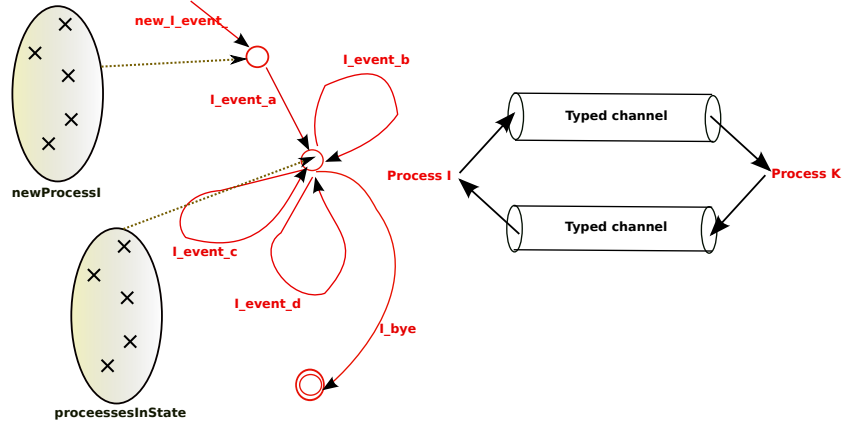 new_I_event_
I_event_b
I_event_a
Typed channel
newProcessI
Process I
Process K
I_event_c
Typed channel
I_event_d
I_bye
proceessesInState